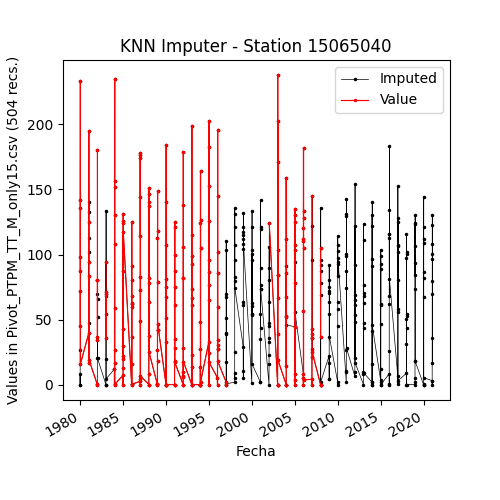 KNN Imputer - Station 15065040
Values in Pivot_PTPM_TT_M_only15.csv (504 recs.)
Imputed
Value
200
150
100
50
0
1980
1985
1990
1995
2000
2005
2010
2015
2020
Fecha